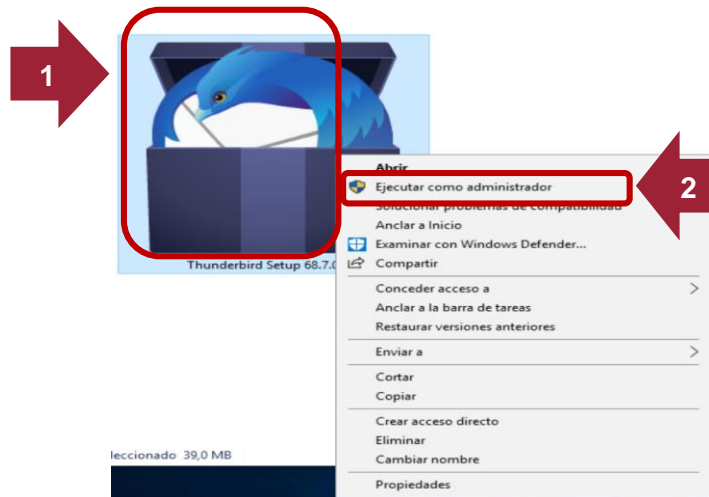 1
Abrir
Ejecutar como administrador
2
Solucionar problemas de compatibilidad
Anclar a Inicio
Examinar con Windows Defender...
Thunderbird Setup 68.7.0
Compartir
Conceder acceso a
Anclar a la barra de tareas
Restaurar versiones anteriores
Enviar a
Cortar
Copiar
Crear acceso directo
Eliminar
leccionado 39,0 MB
Cambiar nombre
Propiedades